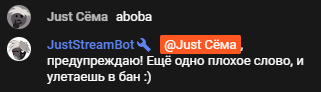 Just Сёма aboba
JustStreamBot @Just Сёма,
предупреждаю! Ещё одно плохое слово, и
улетаешь в бан :)